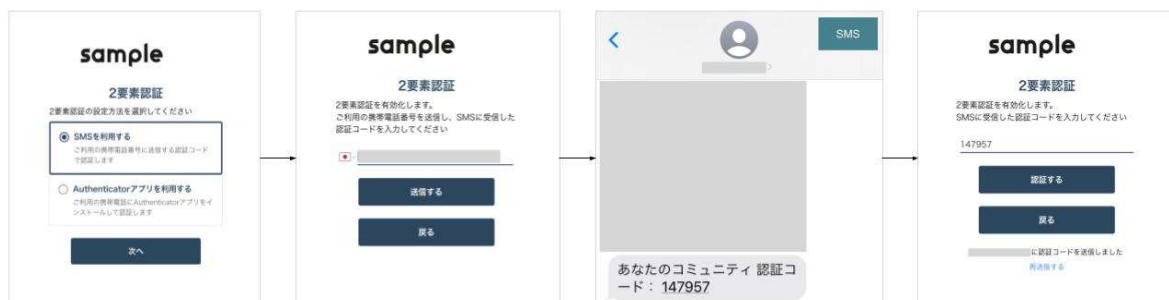 sample
2要素認証
2要素認証の設定方法を選択してください
SMSを利用する
ご利用の携帯電話番号に送信する認証コード
で認証します
Authenticatorアプリを利用する
ご利用の携帯電話にAuthenticatorアプリをイ
ンストールして認証します
次へ
sample
2要素認証
2要素認証を有効化します。
ご利用の携帯電話番号を送信し、SMSに受信した
認証コードを入力してください
送信する
戻る
SMS
あなたのコミュニティ 認証コ
ード： 147957
sample
2要素認証
2要素認証を有効化します。
SMSに受信した認証コードを入力してください
147957
認証する
戻る
に認証コードを送信しました
再送信する